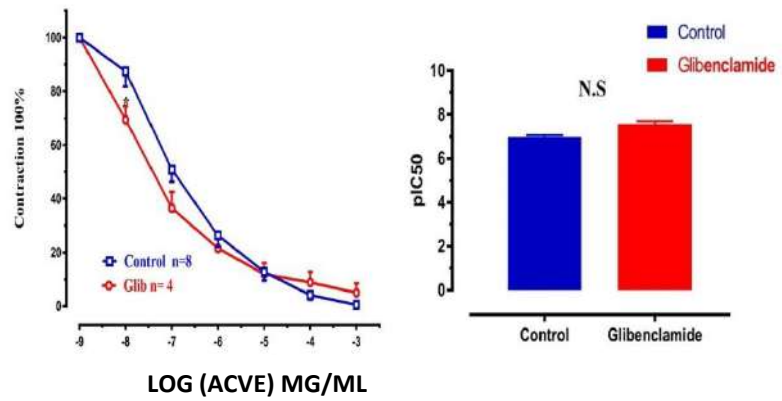 Contraction 100%
100
80
60
40
20
0
Control n=8
Glib n= 4
-9 -8 -7 -6 -5 -4 -3
LOG (ACVE) MG/ML
Control
Glibenclamide
N.S
pIC50
10
8
6
4
2
0
Control Glibenclamide